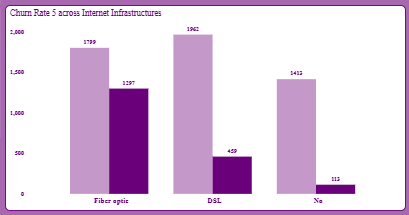 Churn Rate 5 across Internet Infrastructures
2,000
1,500
1,000
500
0
1799
1297
1962
459
1413
113
Fiber optic
DSL
No